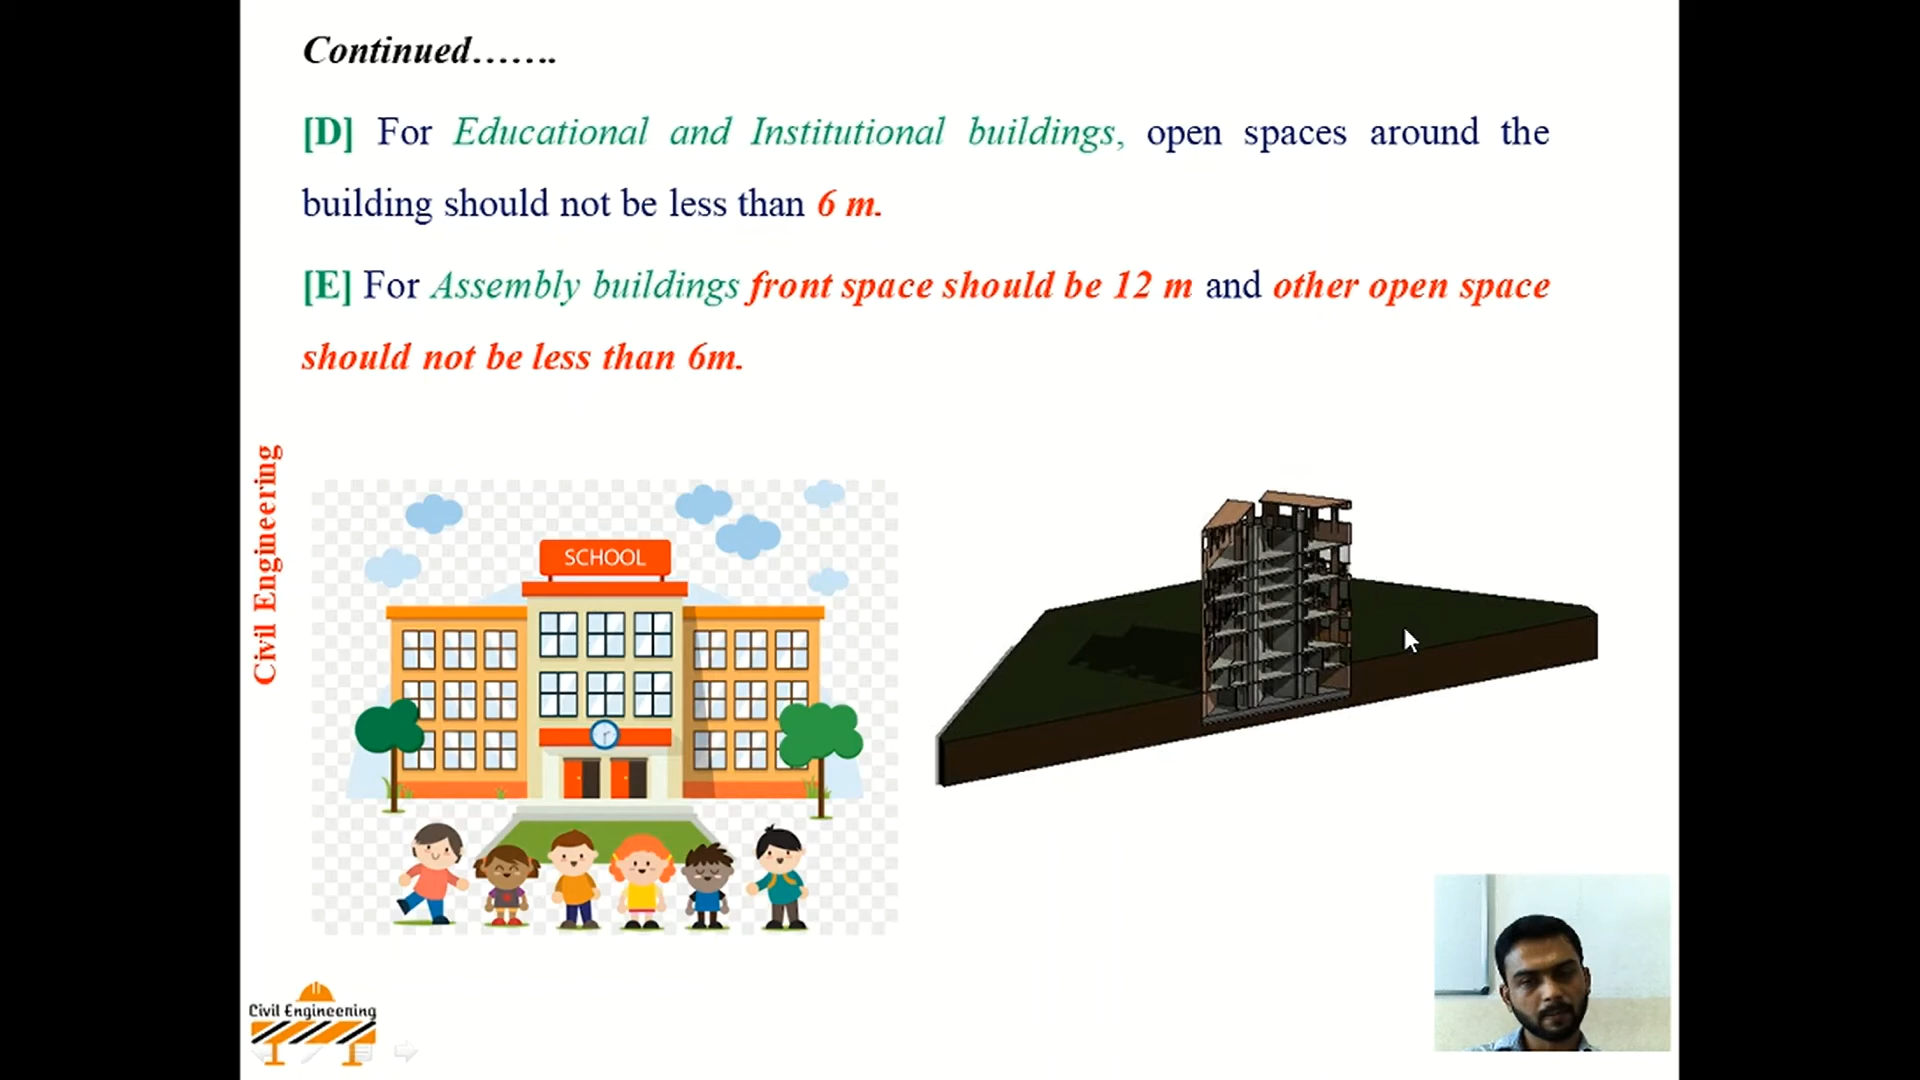 Continued…….
[D] For Educational and Institutional buildings, open spaces around the
building should not be less than 6 m.
[E] For Assembly buildings front space should be 12 m and other open space
should not be less than 6m.
Civil Engineering
SCHOOL
Civil Engineering